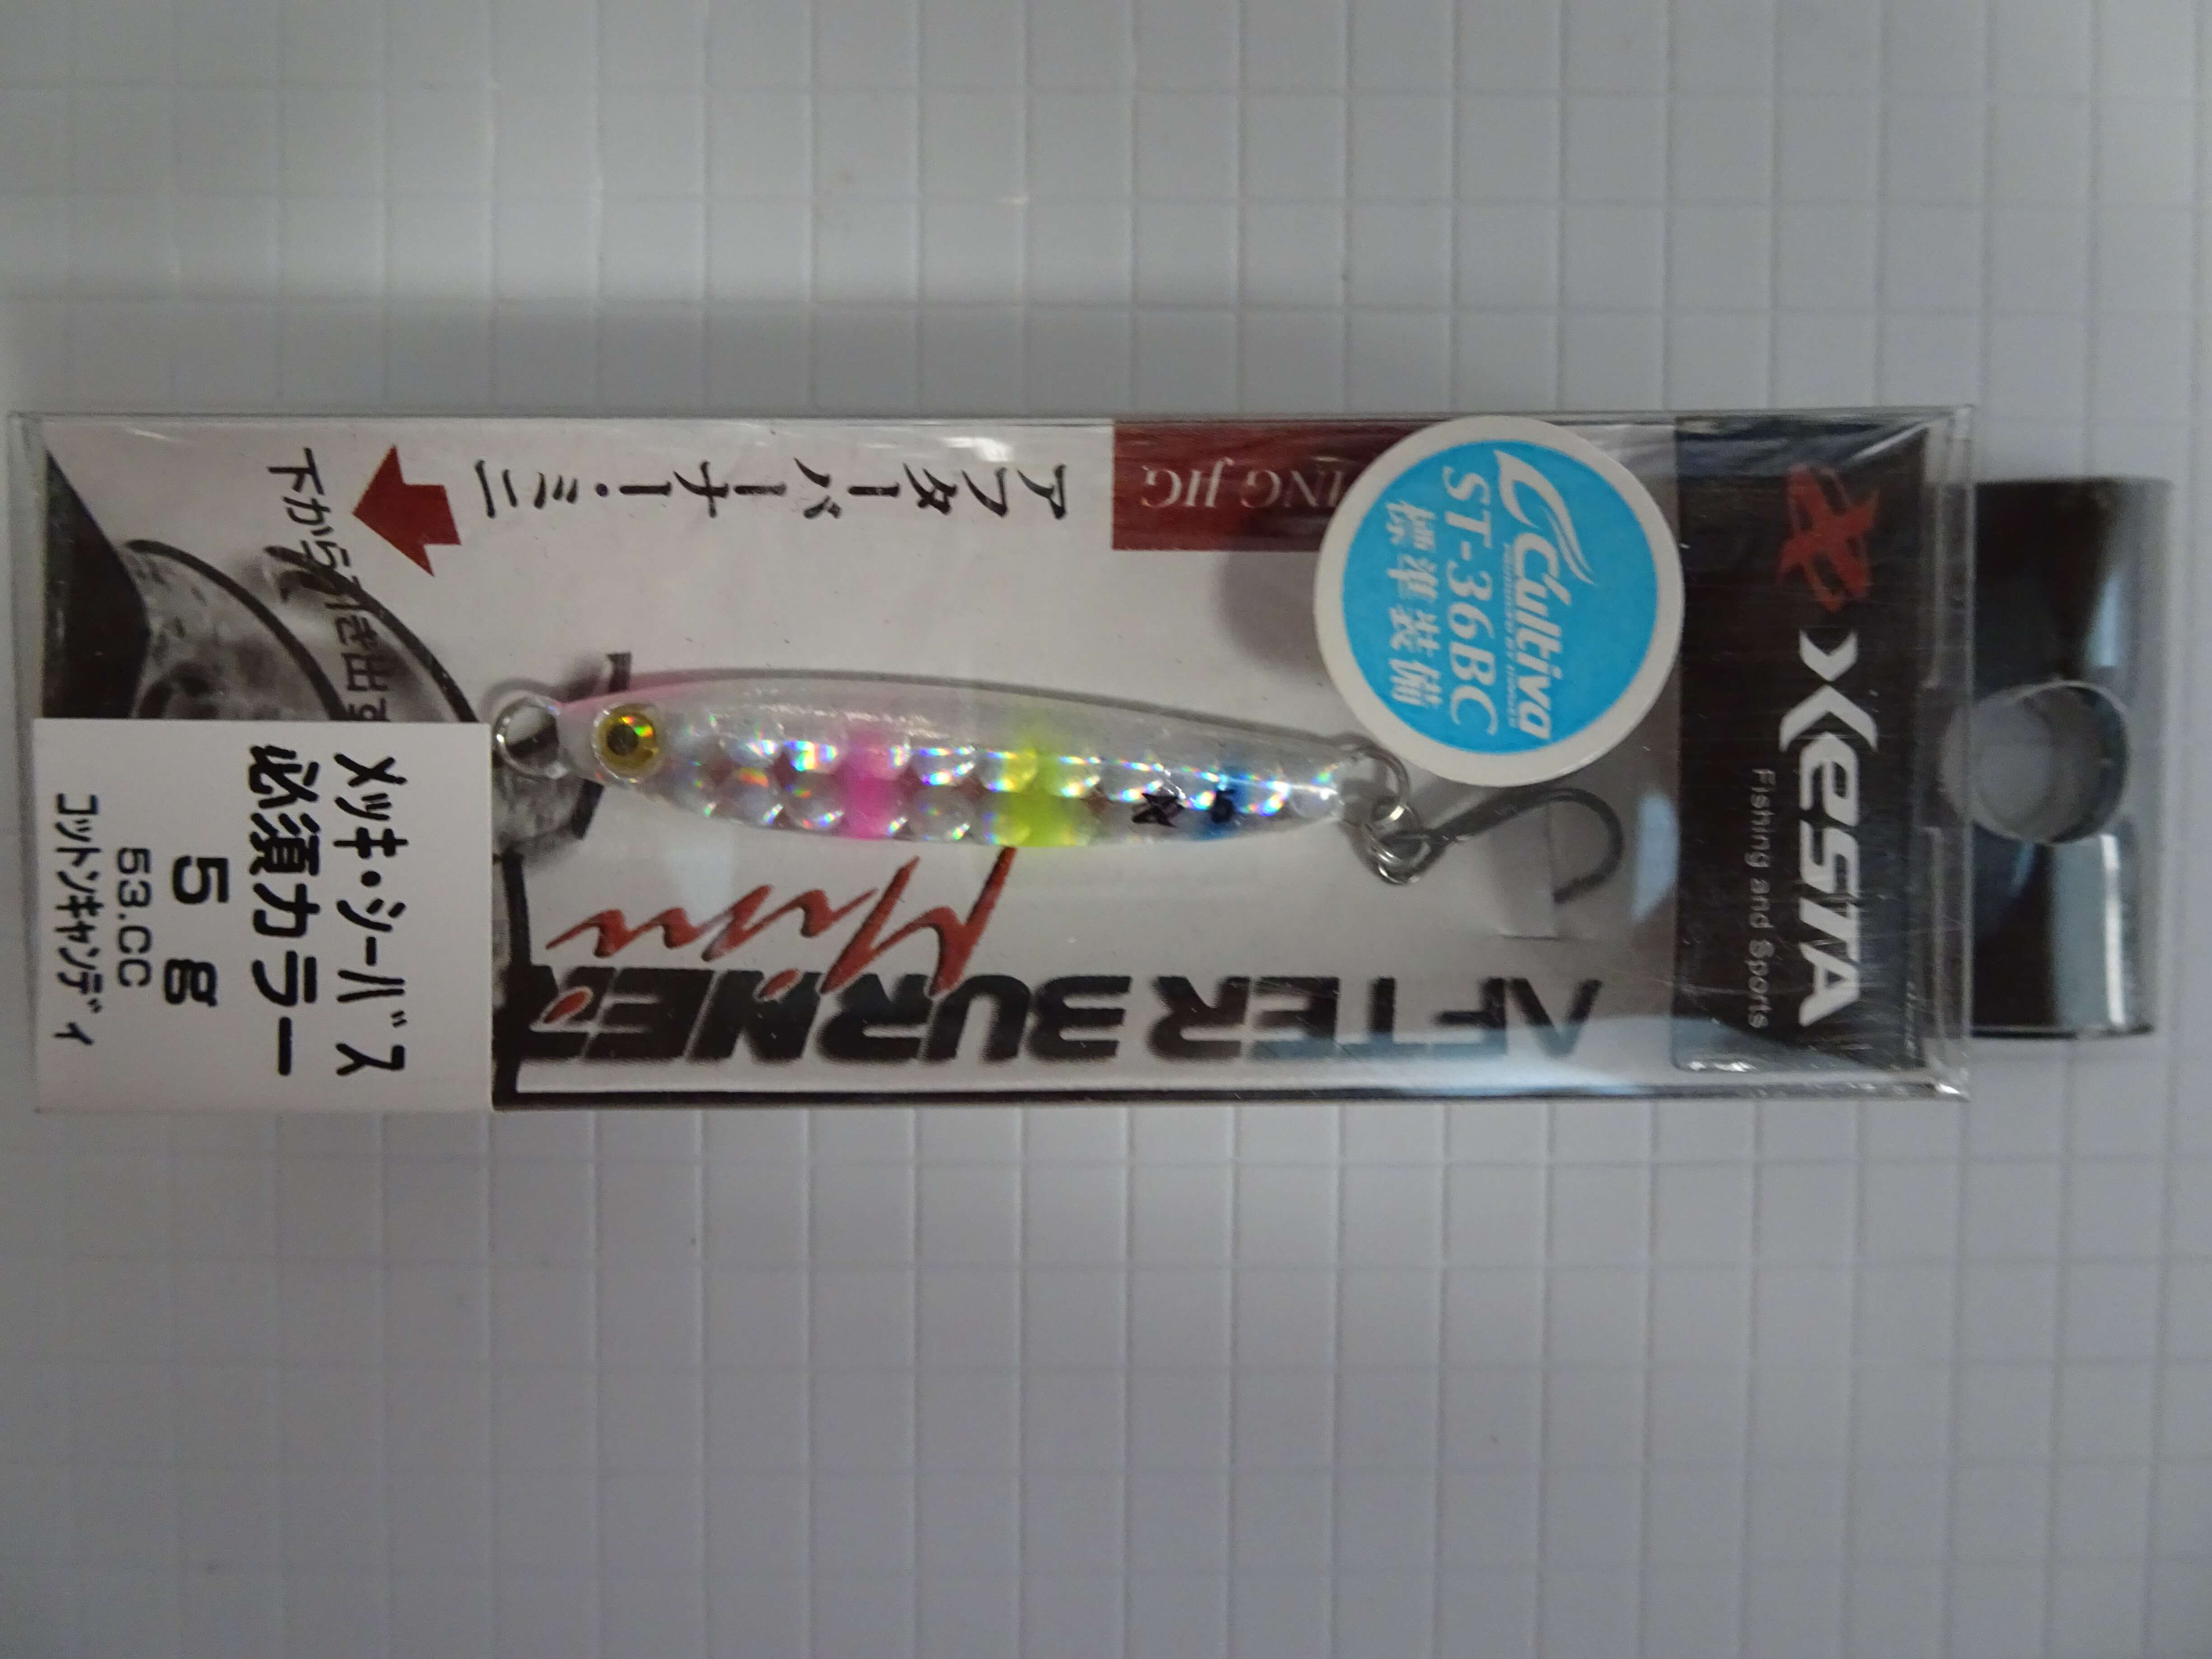 XesTA
Fishing and Sports
Cultiva
ST-36BC
標準装備
ING JIG
アフターバーナー・ミニ
下から引き出す
AFTER BURNER
Mini
5
メッキ・シーバス
必須カラー
5g
53.CC
コットンキャンディ